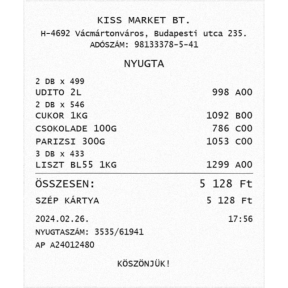 KISS MARKET BT.
H-4692 Vácmártonváros, Budapesti utca 235.
ADÓSZÁM: 98133378-5-41
NYUGTA
2 DB x 499
UDITO 2L 998 A00
2 DB x 546
CUKOR 1KG 1092 B00
CSOKOLADE 100G 786 C00
PARIZSI 300G 1053 C00
3 DB x 433
LISZT BL55 1KG 1299 A00
ÖSSZESEN: 5 128 Ft
SZÉP KÁRTYA 5 128 Ft
2024.02.26. 17:56
NYUGTASZÁM: 3535/61941
AP A24012480
KÖSZÖNJÜK!